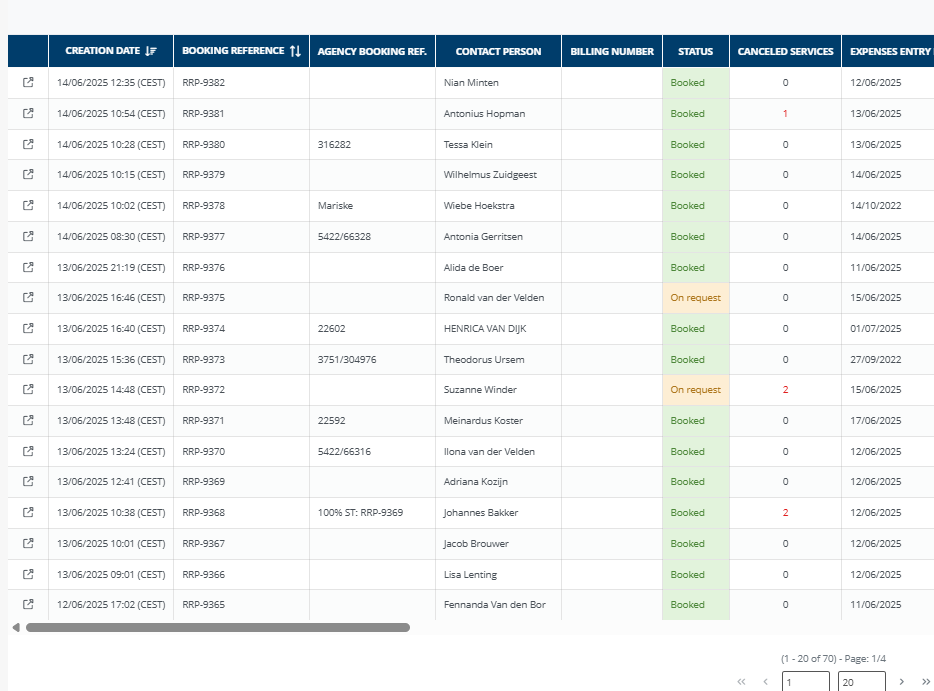 CREATION DATE BOOKING REFERENCE AGENCY BOOKING REF. CONTACT PERSON BILLING NUMBER STATUS CANCELED SERVICES EXPENSES ENTRY
14/06/2025 12:35 (CEST) RRP-9382 Nian Minten Booked 0 12/06/2025
14/06/2025 10:54 (CEST) RRP-9381 Antonius Hopman Booked 1 13/06/2025
14/06/2025 10:28 (CEST) RRP-9380 316282 Tessa Klein Booked 0 13/06/2025
14/06/2025 10:15 (CEST) RRP-9379 Wilhelmus Zuidgeest Booked 0 14/06/2025
14/06/2025 10:02 (CEST) RRP-9378 Mariske Wiebe Hoekstra Booked 0 14/10/2022
14/06/2025 08:30 (CEST) RRP-9377 5422/66328 Antonia Gerritsen Booked 0 14/06/2025
13/06/2025 21:19 (CEST) RRP-9376 Alida de Boer Booked 0 11/06/2025
13/06/2025 16:46 (CEST) RRP-9375 Ronald van der Velden On request 0 15/06/2025
13/06/2025 16:40 (CEST) RRP-9374 22602 HENRICA VAN DIJK Booked 0 01/07/2025
13/06/2025 15:36 (CEST) RRP-9373 3751/304976 Theodorus Ursem Booked 0 27/09/2022
13/06/2025 14:48 (CEST) RRP-9372 Suzanne Winder On request 2 15/06/2025
13/06/2025 13:48 (CEST) RRP-9371 22592 Meinardus Koster Booked 0 17/06/2025
13/06/2025 13:24 (CEST) RRP-9370 5422/66316 Ilona van der Velden Booked 0 12/06/2025
13/06/2025 12:41 (CEST) RRP-9369 Adriana Kozijn Booked 0 12/06/2025
13/06/2025 10:38 (CEST) RRP-9368 100% ST: RRP-9369 Johannes Bakker Booked 2 12/06/2025
13/06/2025 10:01 (CEST) RRP-9367 Jacob Brouwer Booked 0 12/06/2025
13/06/2025 09:01 (CEST) RRP-9366 Lisa Lenting Booked 0 12/06/2025
12/06/2025 17:02 (CEST) RRP-9365 Fennanda Van den Bor Booked 0 11/06/2025
(1 - 20 of 70) - Page: 1/4
« ‹ 1 20 › »